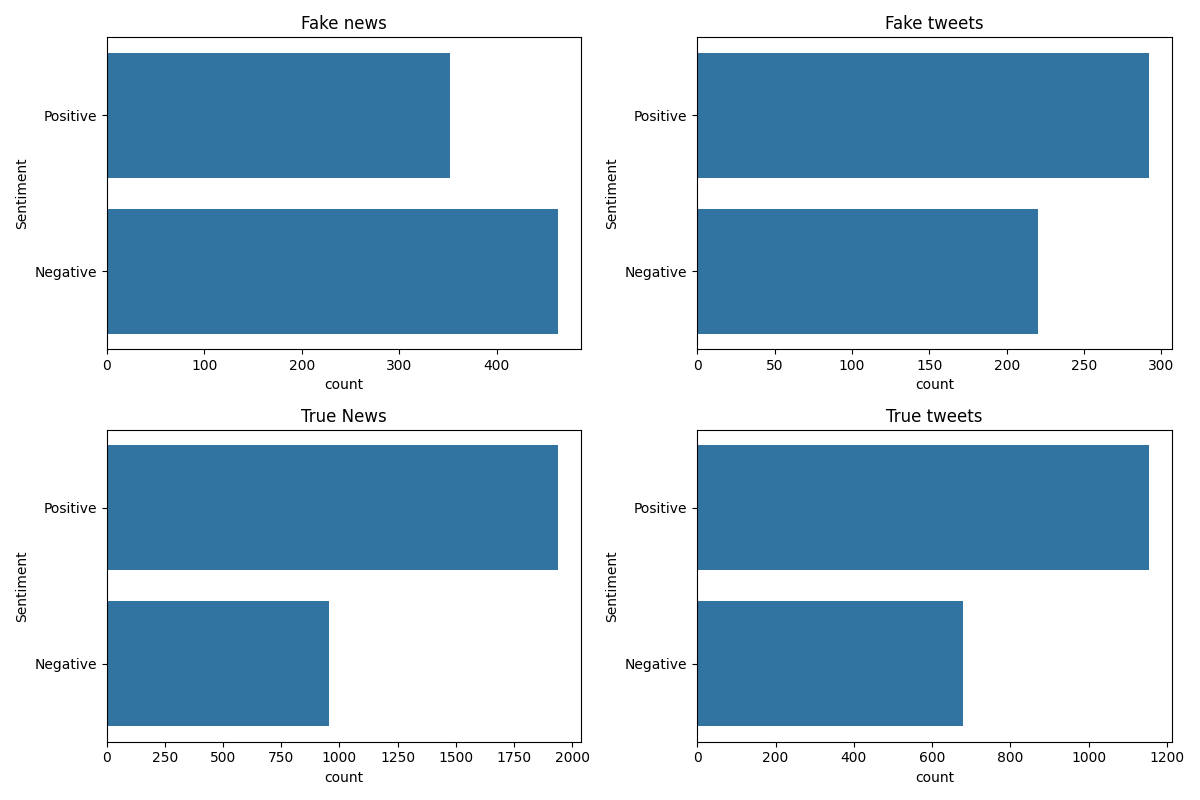 Fake news
Positive
Negative
Sentiment
0 100 200 300 400
count
Fake tweets
Positive
Negative
Sentiment
0 50 100 150 200 250 300
count
True News
Positive
Negative
Sentiment
0 250 500 750 1000 1250 1500 1750 2000
count
True tweets
Positive
Negative
Sentiment
0 200 400 600 800 1000 1200
count